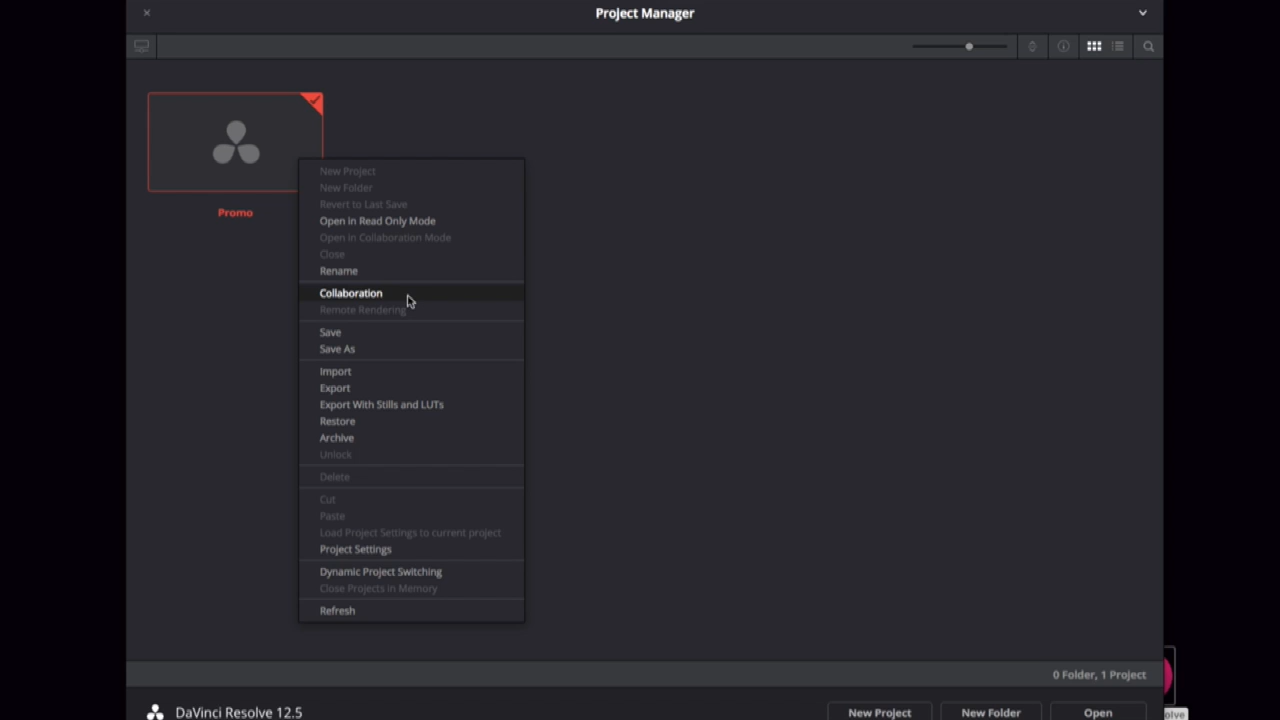 Project Manager
Promo
New Project
New Folder
Revert to Last Save
Open in Read Only Mode
Open in Collaboration Mode
Close
Rename
Collaboration
Remote Rendering
Save
Save As
Import
Export
Export With Stills and LUTs
Restore
Archive
Unlock
Delete
Cut
Paste
Load Project Settings to current project
Project Settings
Dynamic Project Switching
Close Projects in Memory
Refresh
0 Folder, 1 Project
DaVinci Resolve 12.5
New Project
New Folder
Open
olve